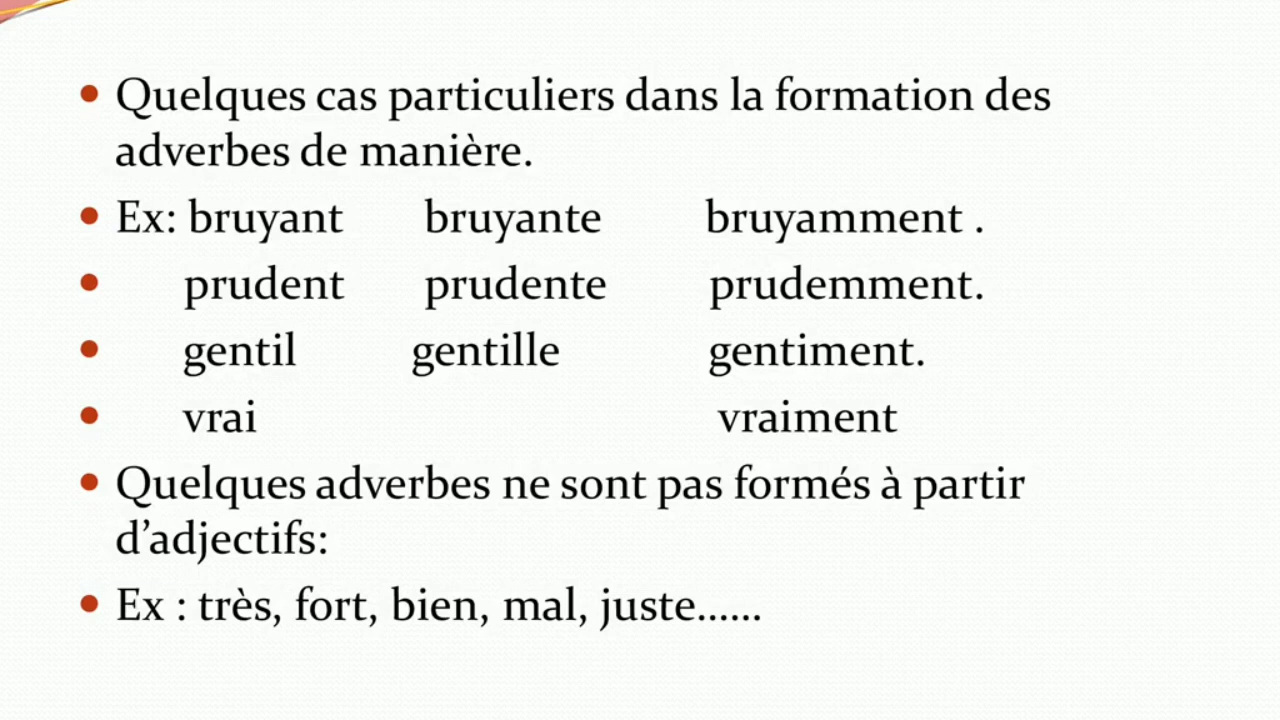 Quelques cas particuliers dans la formation des
adverbes de manière.
Ex: bruyant bruyante bruyamment .
prudent prudente prudemment.
gentil gentille gentiment.
vrai vraiment
Quelques adverbes ne sont pas formés à partir
d’adjectifs:
Ex : très, fort, bien, mal, juste......